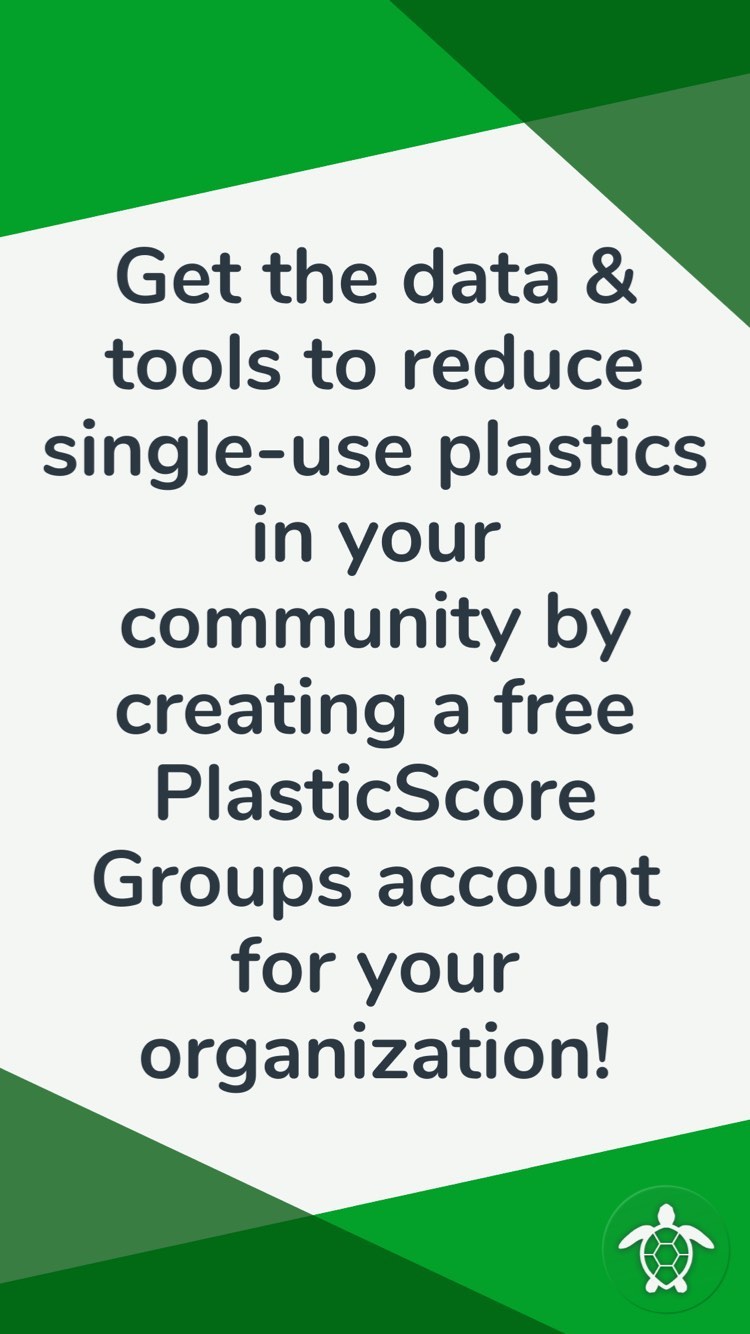 Get the data &
tools to reduce
single-use plastics
in your
community by
creating a free
PlasticScore
Groups account
for your
organization!